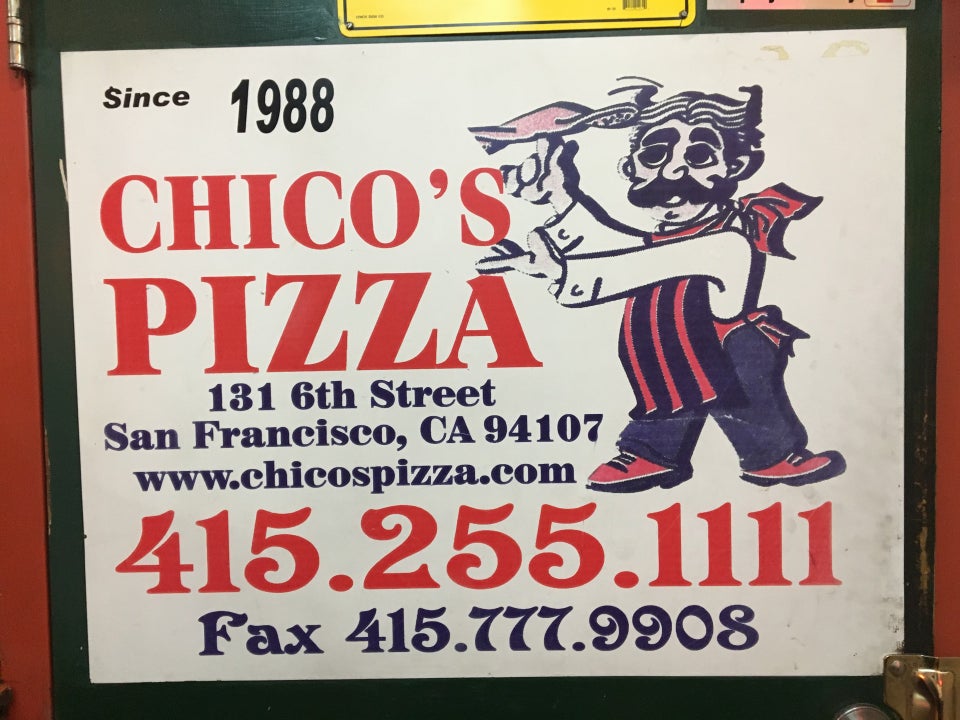 Since 1988
CHICO'S
PIZZA
131 6th Street
San Francisco, CA 94107
www.chicospizza.com
415.255.1111
Fax 415.777.9908